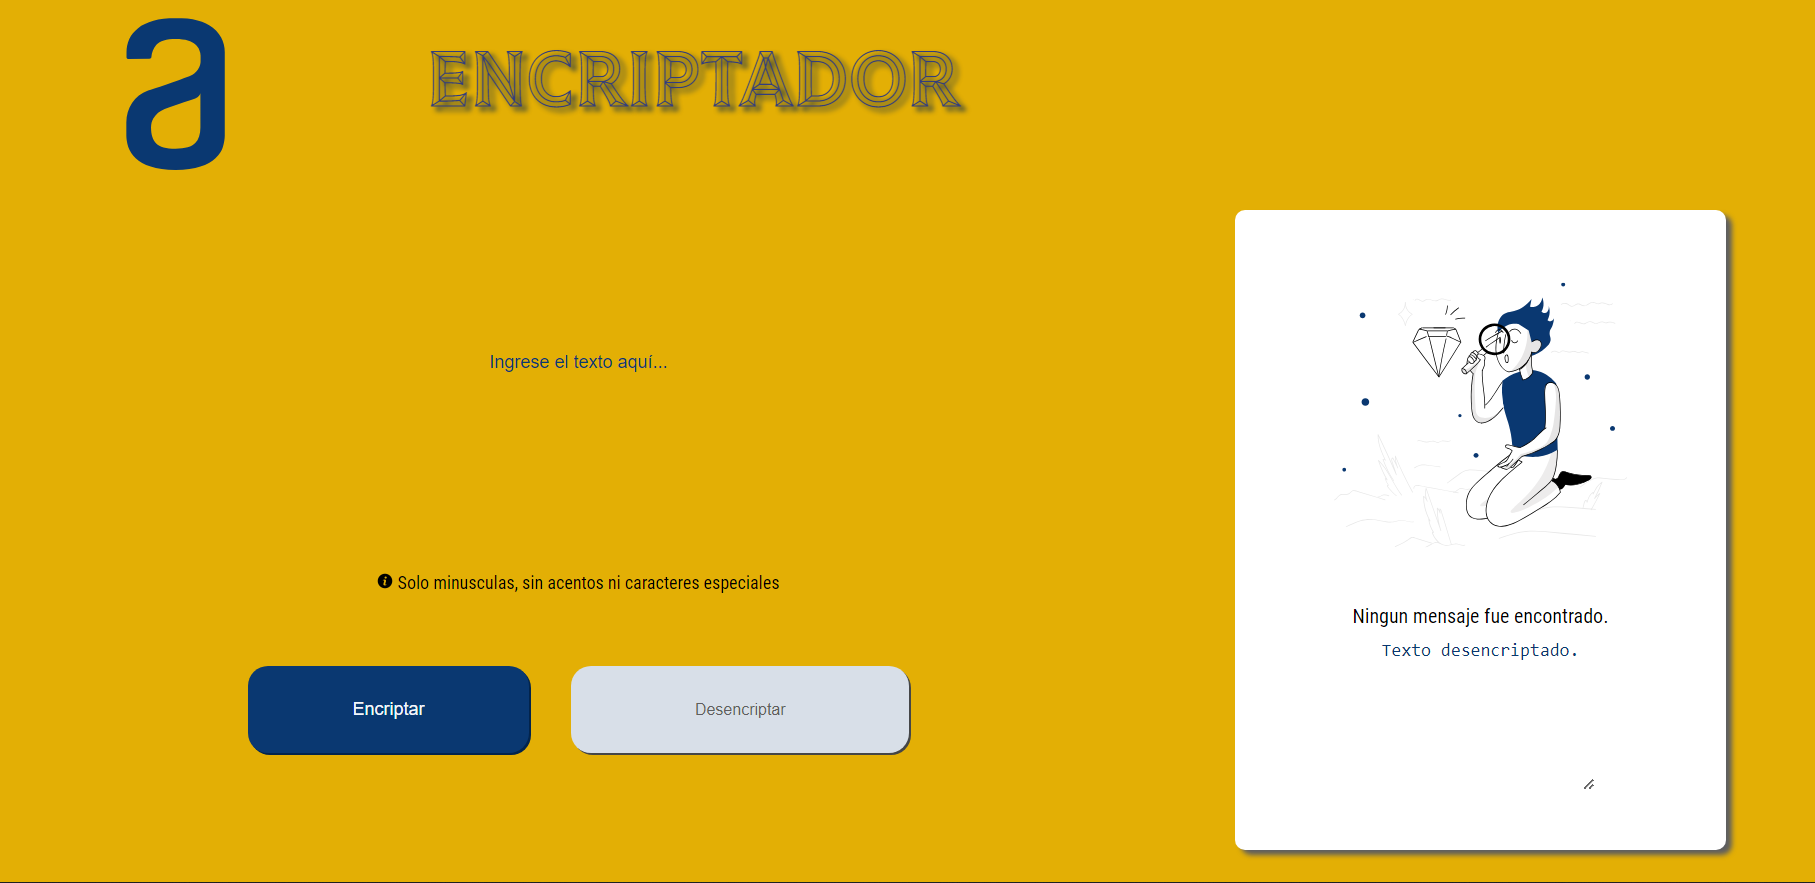 a
ENCRIPTADOR
Ingrese el texto aquí...
Solo minusculas, sin acentos ni caracteres especiales
Encriptar
Desencriptar
Ningun mensaje fue encontrado.
Texto desencriptado.